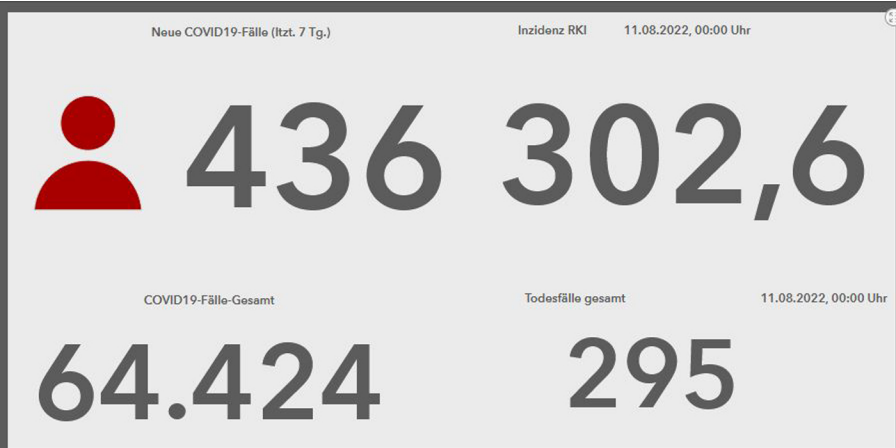 Neue COVID19-Fälle (ltzt. 7 Tg.)
Inzidenz RKI 11.08.2022, 00:00 Uhr
436
302,6
COVID19-Fälle-Gesamt
Todesfälle gesamt 11.08.2022, 00:00 Uhr
64.424
295